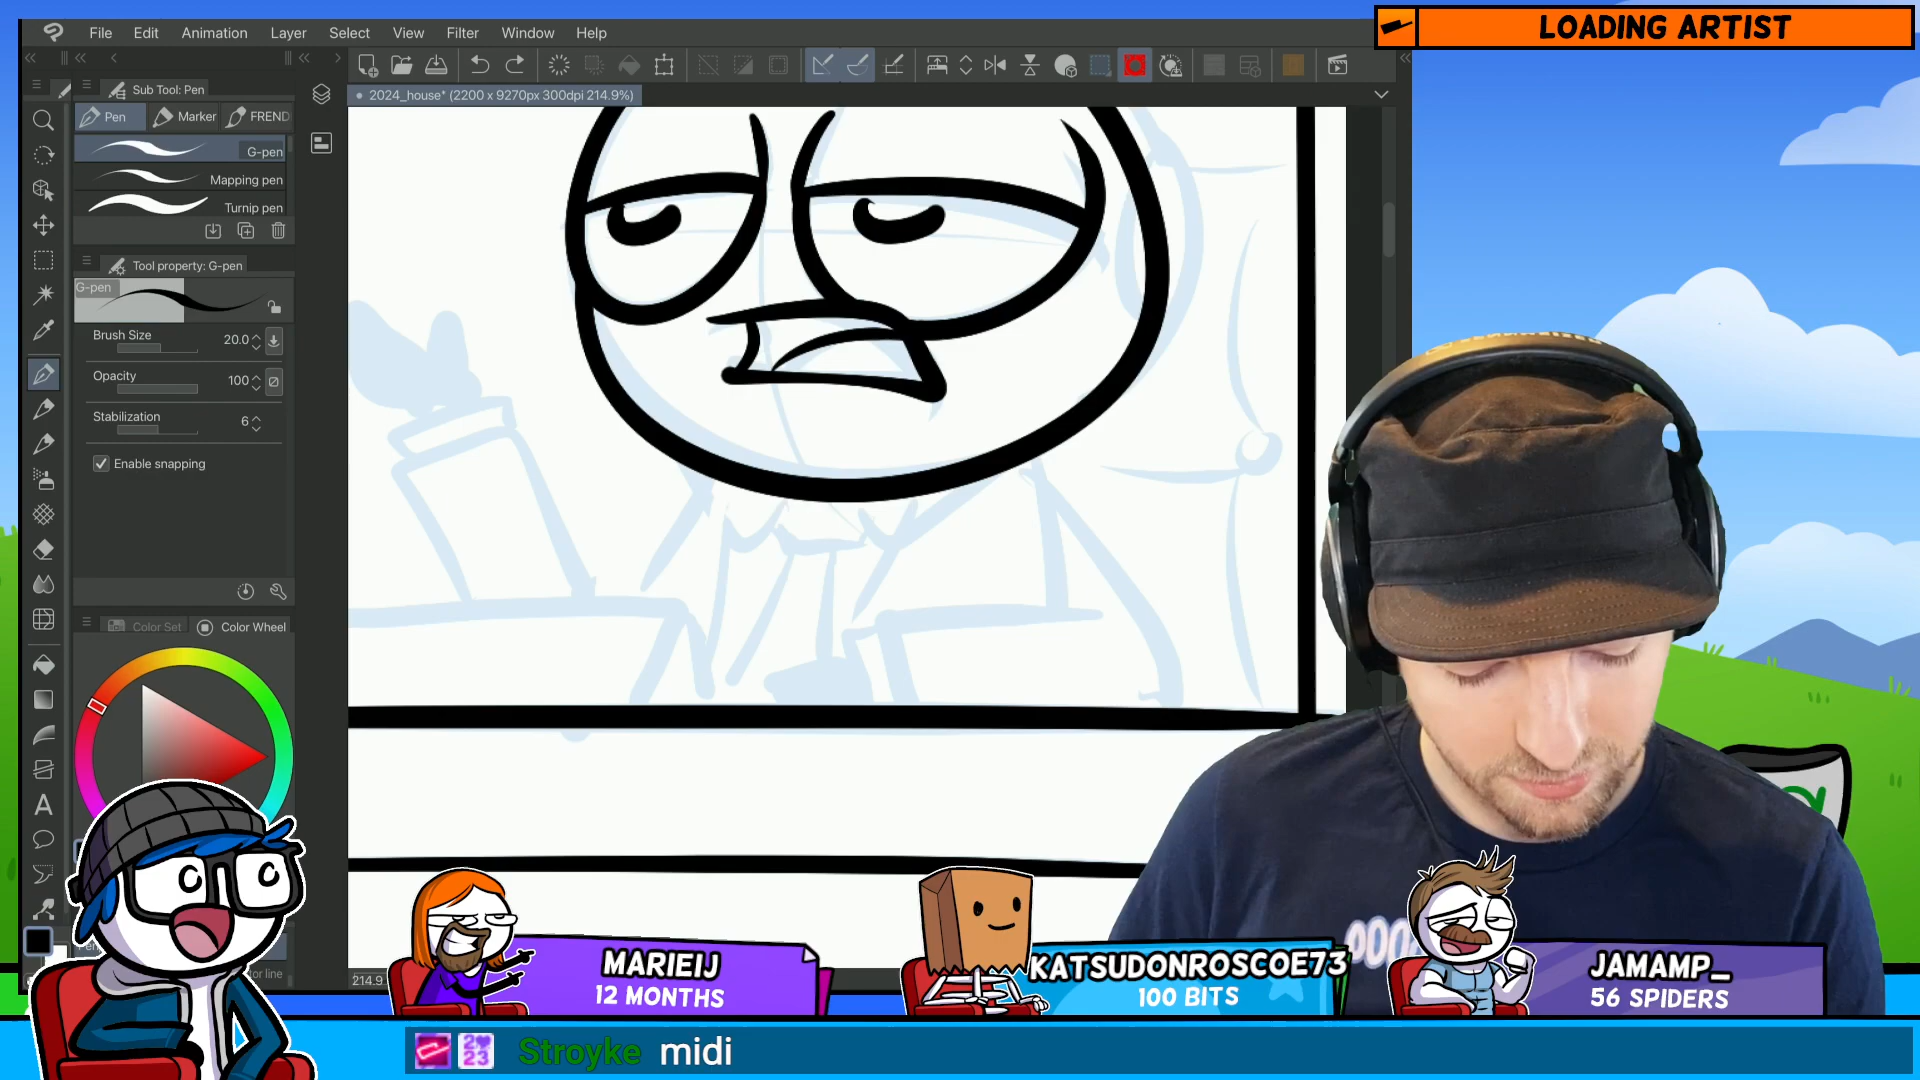 LOADING ARTIST
File Edit Animation Layer Select View Filter Window Help
Sub Tool: Pen
2024_house* (2200 x 9270px 300dpi 214.9%)
Pen Marker FREND
G-pen
Mapping pen
Turnip pen
Tool property: G-pen
G-pen
Brush Size 20.0
Opacity 100
Stabilization 6
Enable snapping
Color Set Color Wheel
A
214.9
MARIEIJ
12 MONTHS
KATSUDONROSCOE73
100 BITS
JAMAMP_
56 SPIDERS
2 23 Stroyke midi